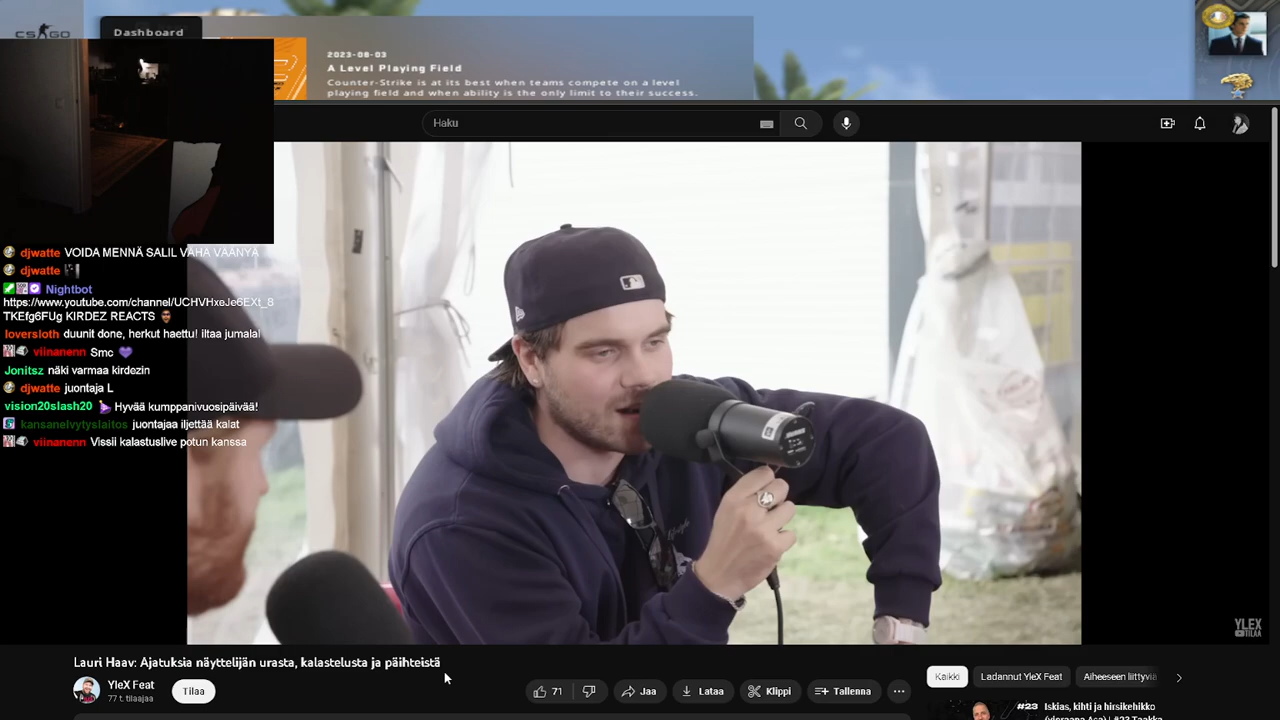 CS GO
Dashboard
2023-08-03
A Level Playing Field
Counter-Strike is at its best when teams compete on a level
playing field and when ability is the only limit to their success.
Haku
djwatte VOIDA MENNÄ SALIL VÄHÄ VÄÄNYÄ
djwatte
Nightbot
https://www.youtube.com/channel/UCHVHxeJe6EXt_S
TKEfg6FUg KIRDEZ REACTS
loversloth duunit done, herkut haettu! iltaa jumalal
viinanenn Smc
Jonitsz näki varmaa kirdezin
djwatte juontaja L
vision20slash20 Hyvää kumppanivuosipäivää!
kansanelvytyslaitos juontajaa iljettää kalat
viinanenn Vissii kalastuslive potun kanssa
YLEX
TILAA
Lauri Haav: Ajatuksia näyttelijän urasta, kalastelusta ja päihteistä
YleX Feat
77 t. tilaajaa
Tilaa
71
Jaa
Lataa
Klippi
Tallenna
Kaikki
Ladannut YleX Feat
Aiheeseen liittyviä
#23 Iskias, kihti ja hirsikehikko